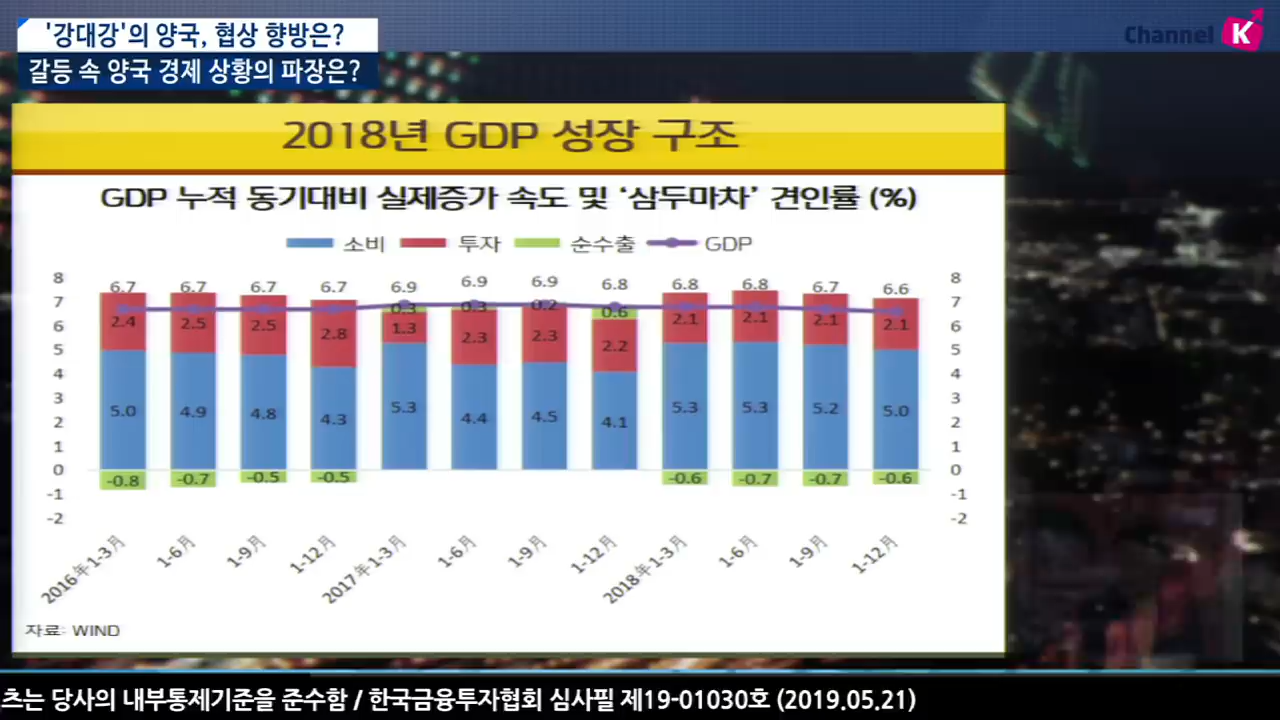 '강대강'의 양국, 협상 향방은?
갈등 속 양국 경제 상황의 파장은?
Channel K
2018년 GDP 성장 구조
GDP 누적 동기대비 실제증가 속도 및 ‘삼두마차’ 견인률 (%)
소비 투자 순수출 GDP
8 6.7 6.7 6.7 6.7 6.9 6.9 6.9 6.8 6.8 6.8 6.7 6.6 8
7 0.3 0.3 0.2 0.6 7
6 2.4 2.5 2.5 2.8 1.3 2.3 2.3 2.2 2.1 2.1 2.1 2.1 6
5 5
4 4
3 5.0 4.9 4.8 4.3 5.3 4.4 4.5 4.1 5.3 5.3 5.2 5.0 3
2 2
1 1
0 0
-0.8 -0.7 -0.5 -0.5 -0.6 -0.7 -0.7 -0.6
-1 -1
-2 -2
2016年1-3月 1-6月 1-9月 1-12月 2017年1-3月 1-6月 1-9月 1-12月 2018年1-3月 1-6月 1-9月 1-12月
자료: WIND
츠는 당사의 내부통제기준을 준수함 / 한국금융투자협회 심사필 제19-01030호 (2019.05.21)